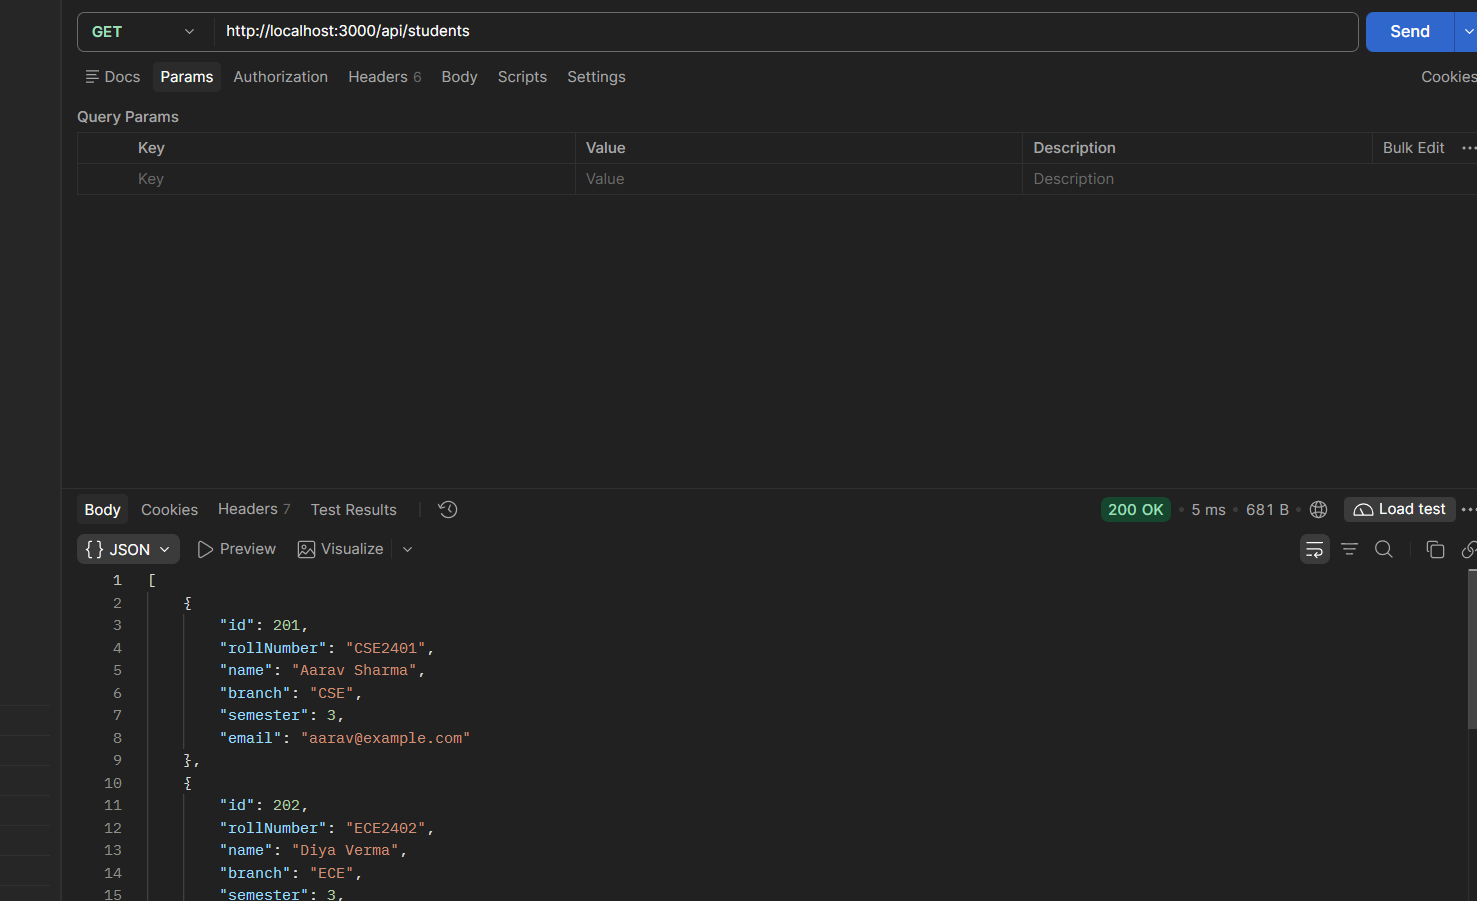 GET http://localhost:3000/api/students Send
Docs Params Authorization Headers 6 Body Scripts Settings Cookies
Query Params
Key Value Description Bulk Edit
Key Value Description
Body Cookies Headers 7 Test Results 200 OK 5 ms 681 B Load test
{} JSON Preview Visualize
1 [
2 {
3 "id": 201,
4 "rollNumber": "CSE2401",
5 "name": "Aarav Sharma",
6 "branch": "CSE",
7 "semester": 3,
8 "email": "aarav@example.com"
9 },
10 {
11 "id": 202,
12 "rollNumber": "ECE2402",
13 "name": "Diya Verma",
14 "branch": "ECE",
15 "semester": 3,